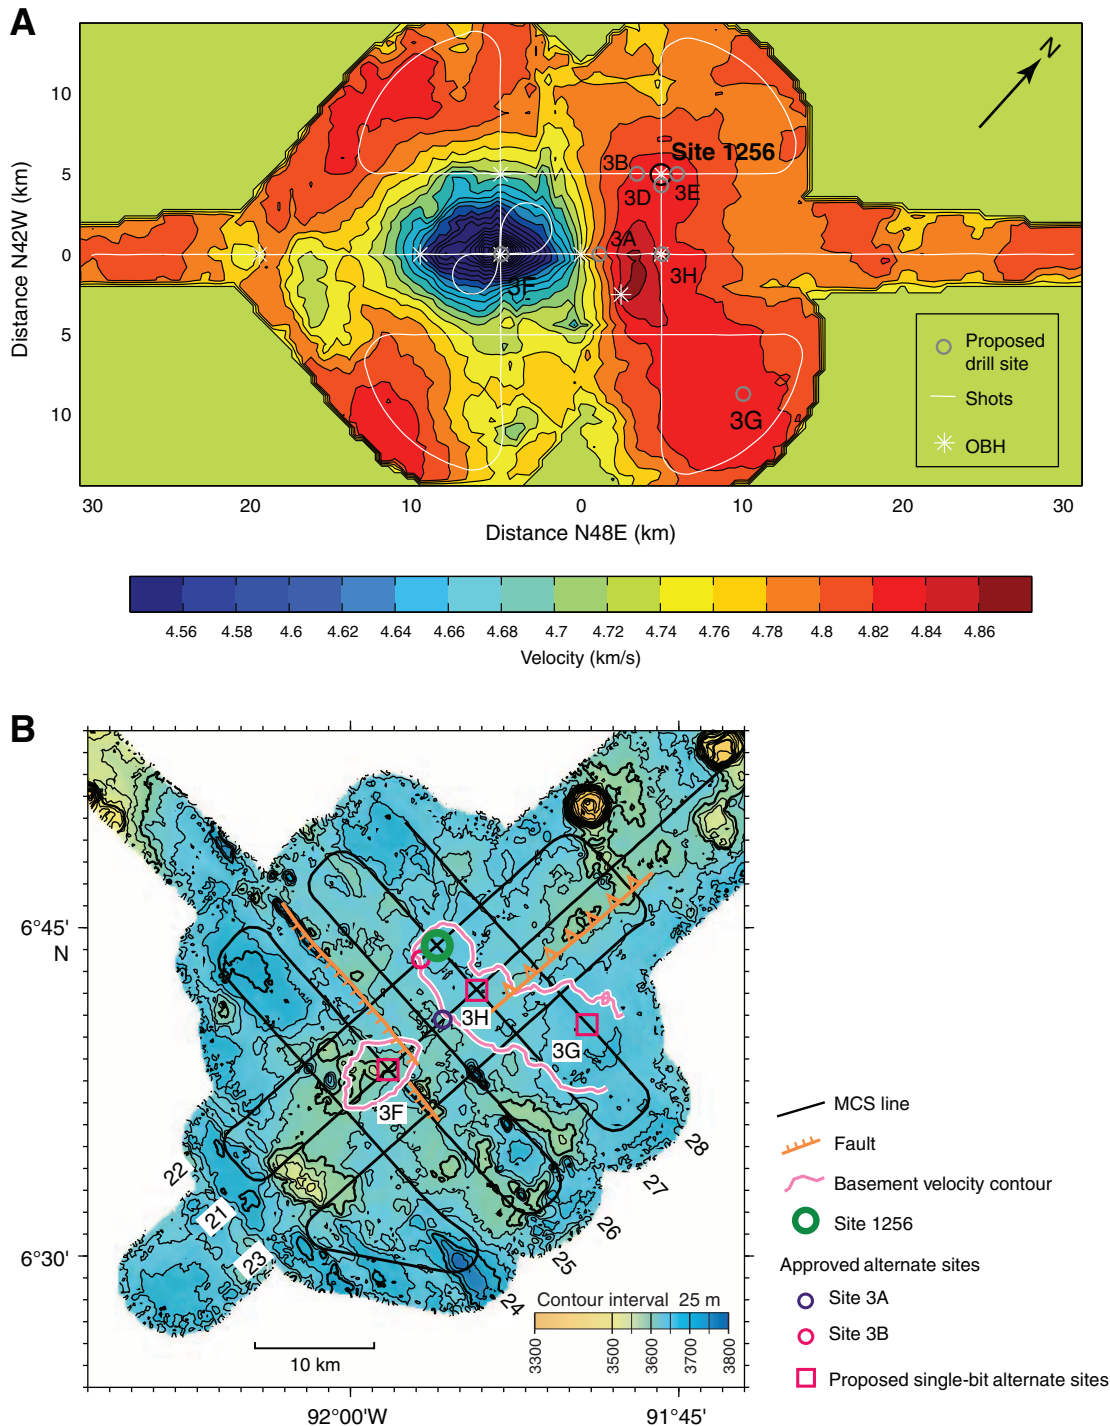 A
N
10
5
0
5
10
Distance N42W (km)
Site 1256
3B
3D
3E
3A
3F
3H
3G
Proposed
drill site
Shots
OBH
30
20
10
0
10
20
30
Distance N48E (km)
4.56
4.58
4.6
4.62
4.64
4.66
4.68
4.7
4.72
4.74
4.76
4.78
4.8
4.82
4.84
4.86
Velocity (km/s)
B
6°45'
N
6°30'
3H
3G
3F
22
21
23
24
25
26
27
28
Contour interval 25 m
3300
3500
3600
3700
3800
10 km
92°00'W
91°45'
MCS line
Fault
Basement velocity contour
Site 1256
Approved alternate sites
Site 3A
Site 3B
Proposed single-bit alternate sites